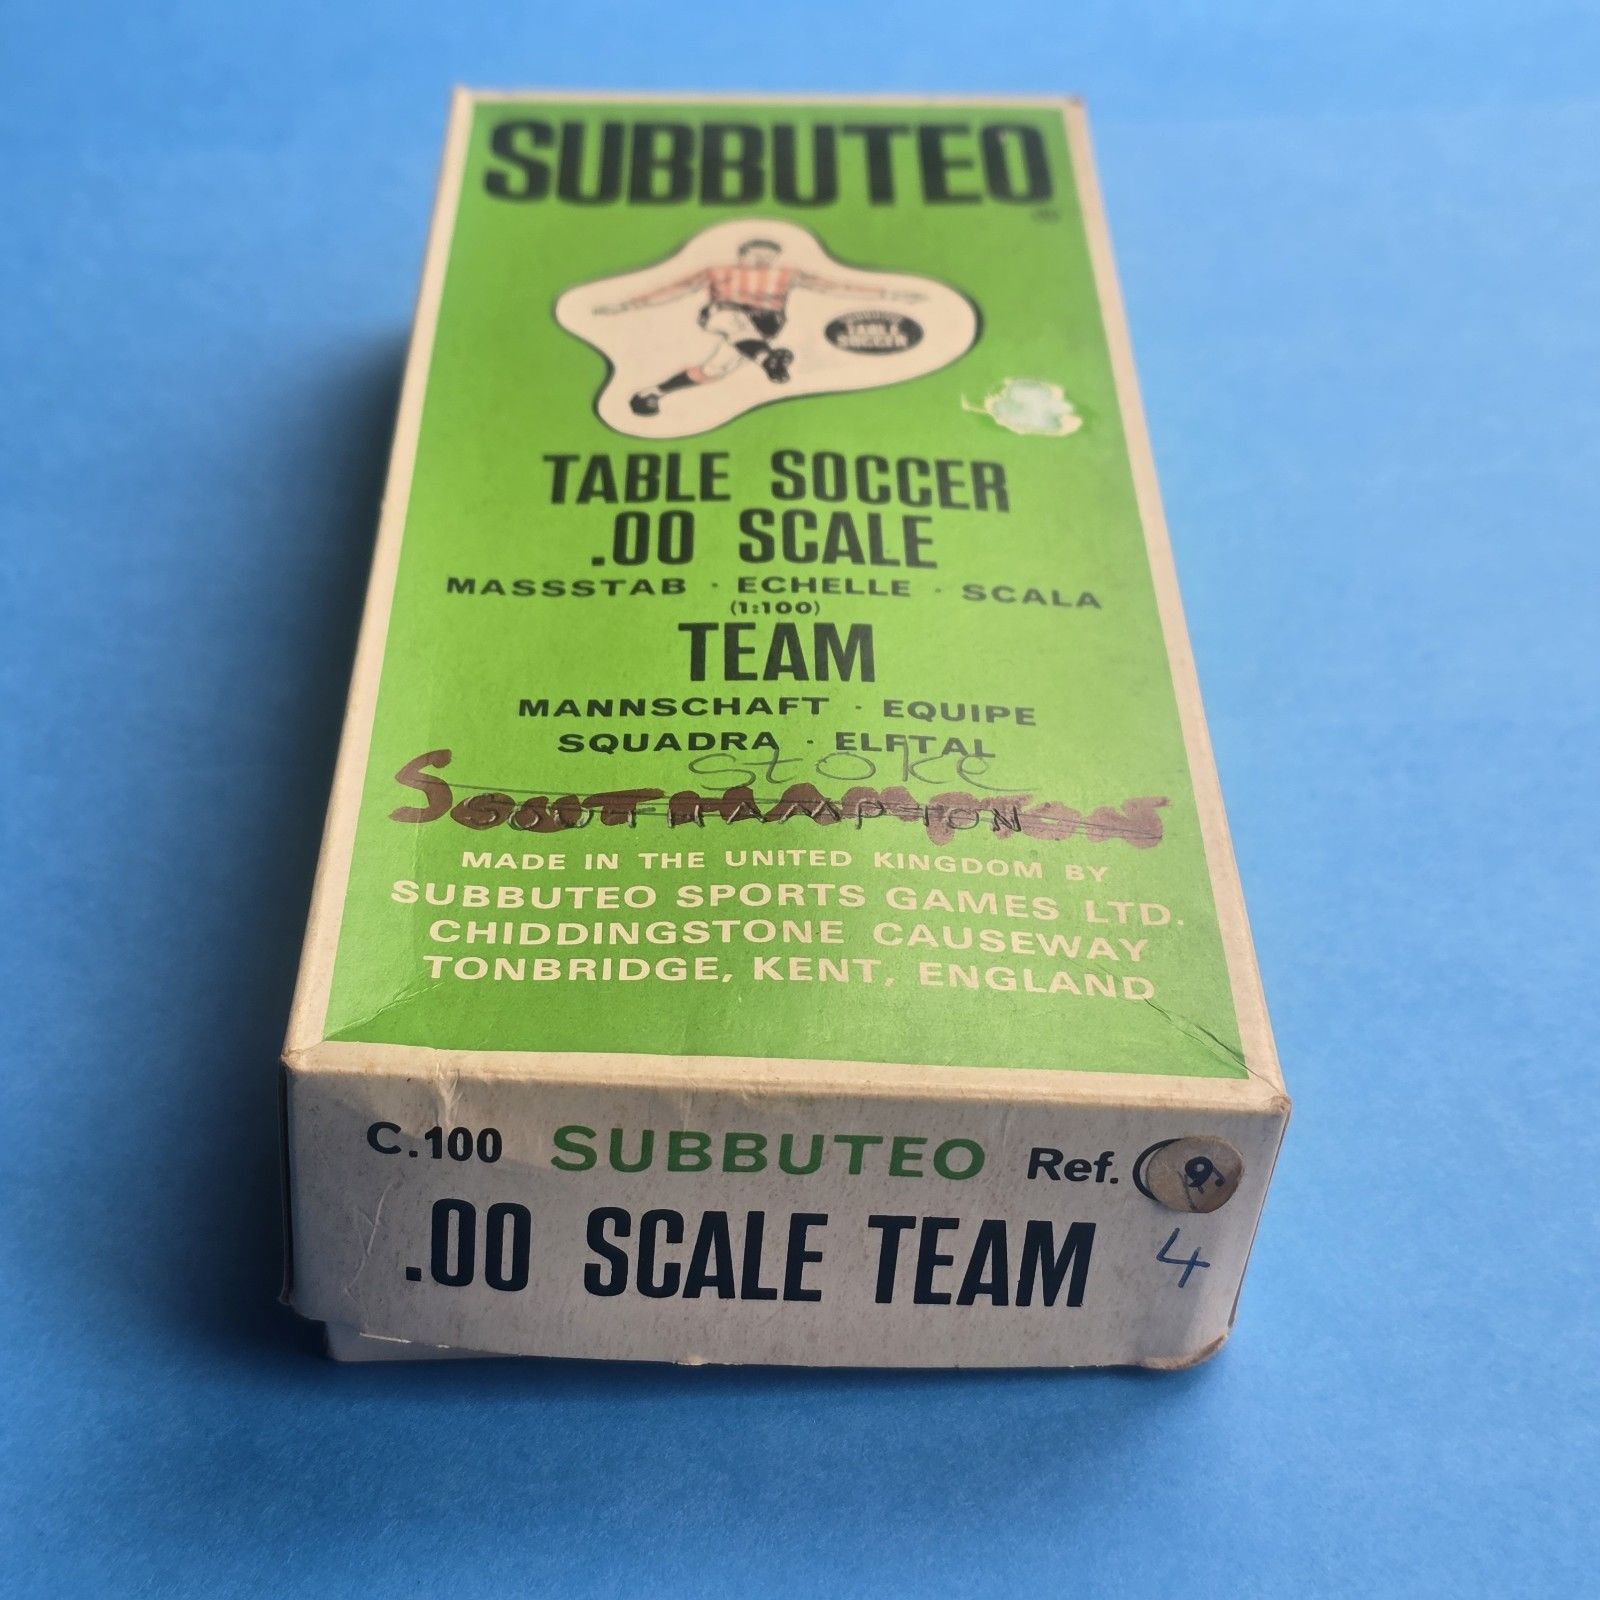 SUBBUTEO
TABLE
SOCCER
TABLE SOCCER
.00 SCALE
MASSSTAB · ECHELLE · SCALA
(1:100)
TEAM
MANNSCHAFT · EQUIPE
SQUADRA · ELFTAL
Stoke
SOUTHAMPTON
MADE IN THE UNITED KINGDOM BY
SUBBUTEO SPORTS GAMES LTD.
CHIDDINGSTONE CAUSEWAY
TONBRIDGE, KENT, ENGLAND
C.100 SUBBUTEO Ref. 9
.00 SCALE TEAM 4